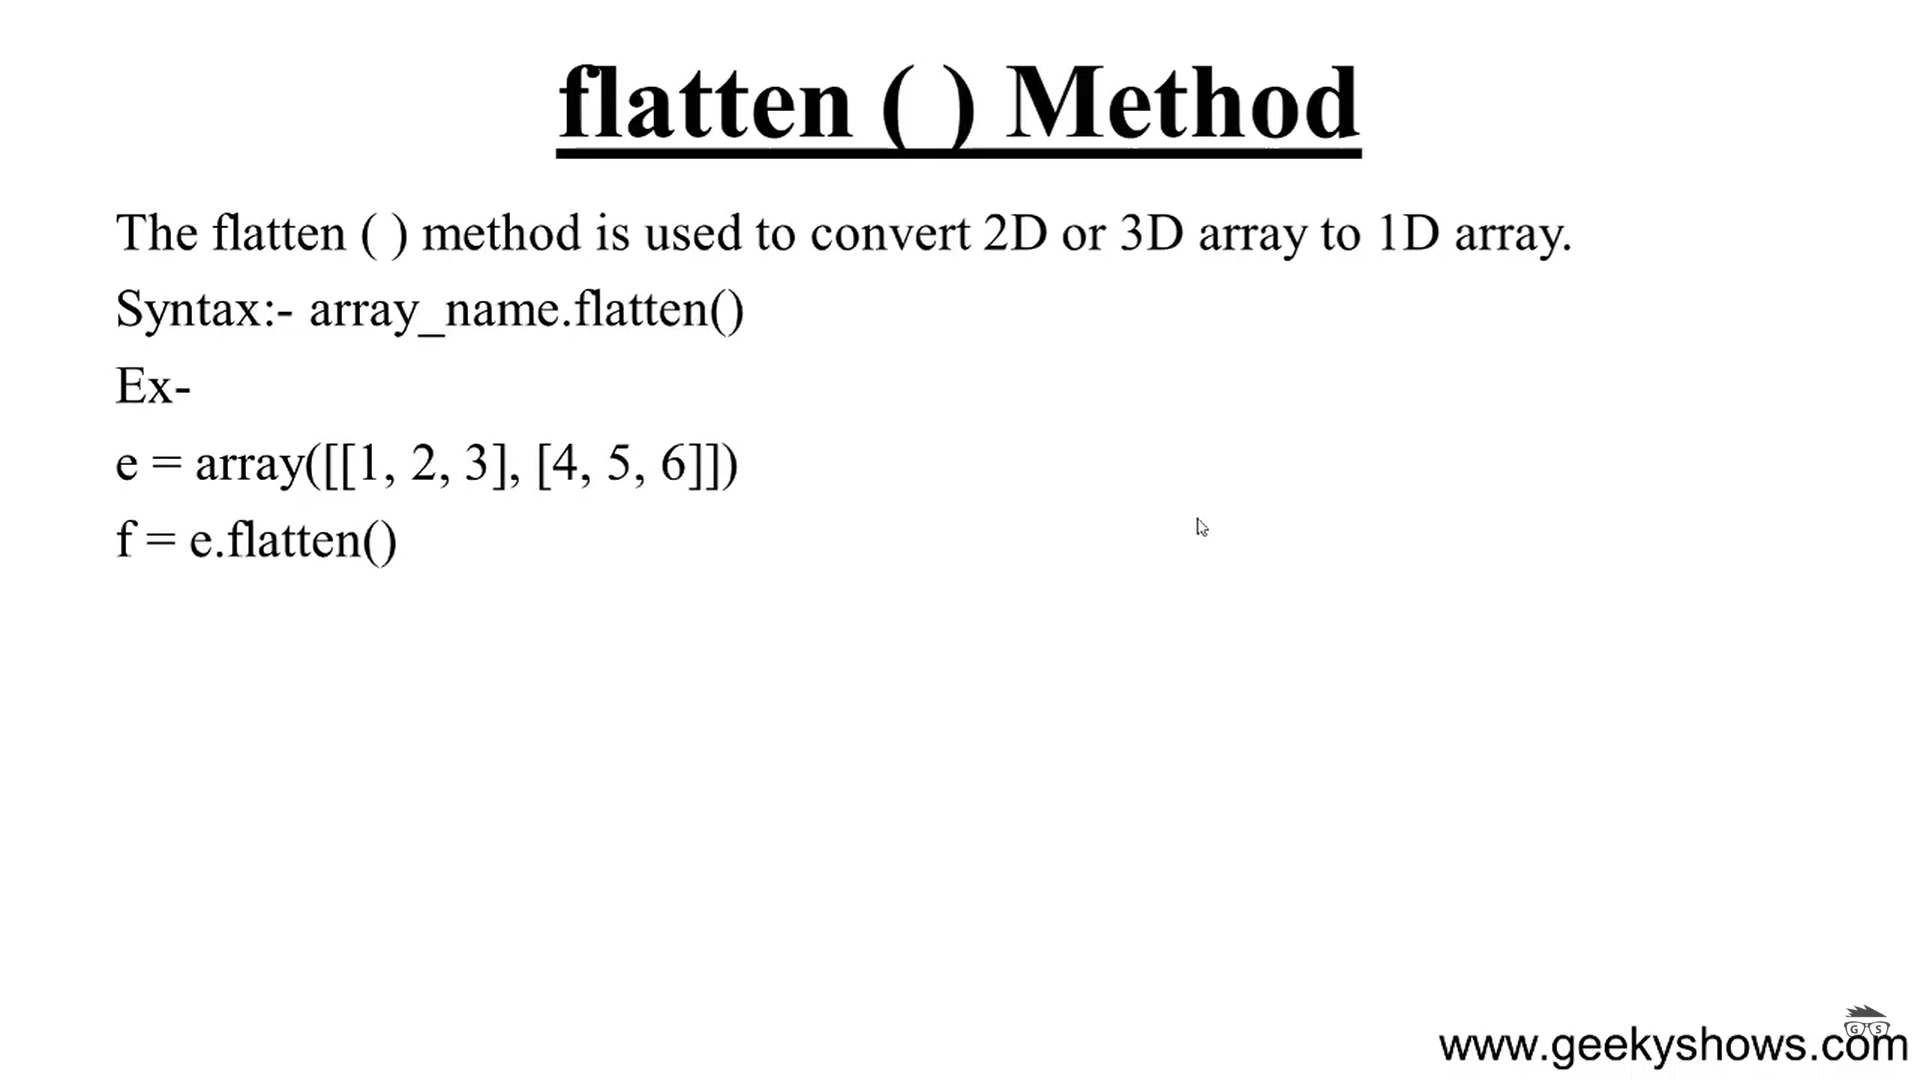 flatten ( ) Method
The flatten ( ) method is used to convert 2D or 3D array to 1D array.
Syntax:- array_name.flatten()
Ex-
e = array([[1, 2, 3], [4, 5, 6]])
f = e.flatten()
G S
www.geekyshows.com